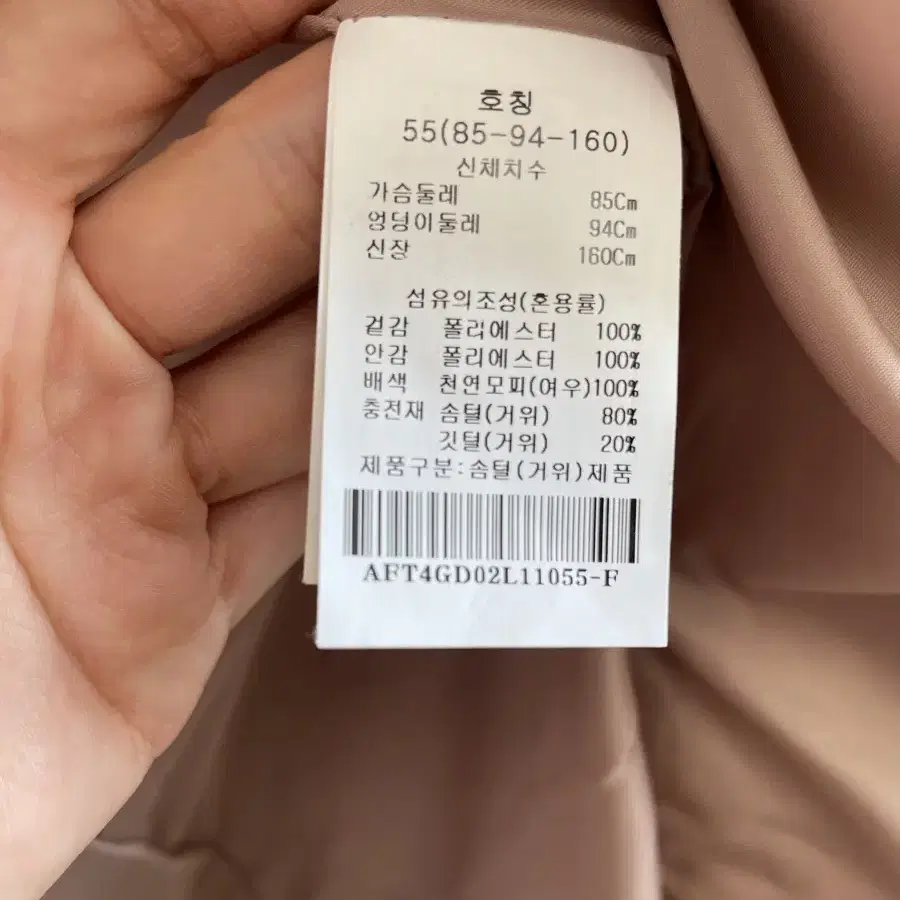 호칭
55(85-94-160)
신체치수
가슴둘레 85Cm
엉덩이둘레 94Cm
신장 160Cm
섬유의조성(혼용률)
겉감 폴리에스터 100%
안감 폴리에스터 100%
배색 천연모피(여우)100%
충전재 솜털(거위) 80%
깃털(거위) 20%
제품구분:솜털(거위)제품
AFT4GD02L11055-F